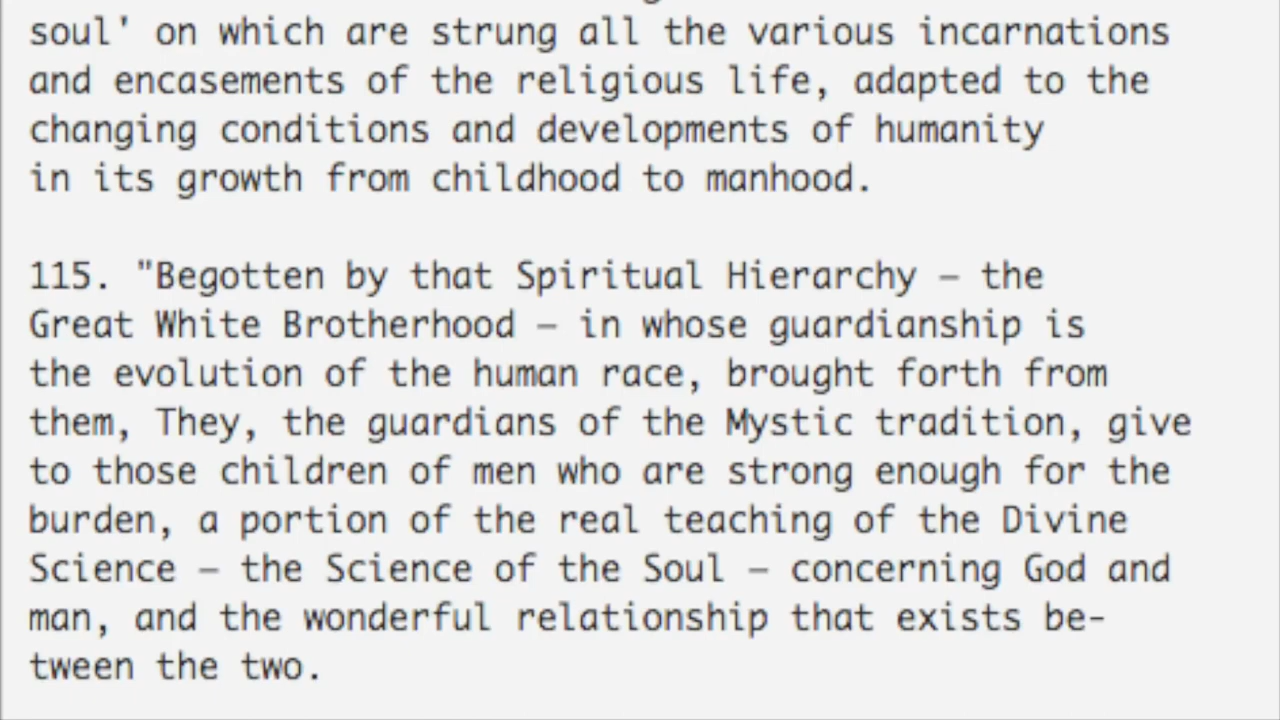 soul' on which are strung all the various incarnations
and encasements of the religious life, adapted to the
changing conditions and developments of humanity
in its growth from childhood to manhood.
115. "Begotten by that Spiritual Hierarchy — the
Great White Brotherhood — in whose guardianship is
the evolution of the human race, brought forth from
them, They, the guardians of the Mystic tradition, give
to those children of men who are strong enough for the
burden, a portion of the real teaching of the Divine
Science — the Science of the Soul — concerning God and
man, and the wonderful relationship that exists be-
tween the two.